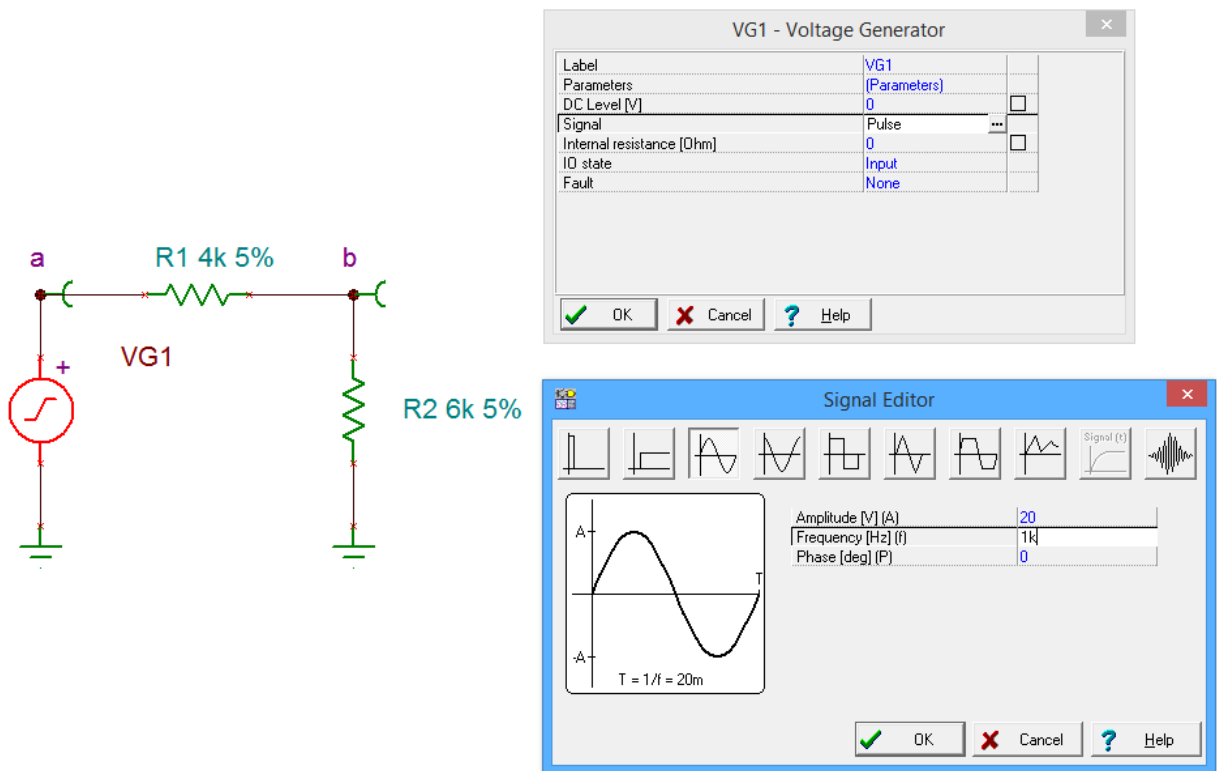 VG1 - Voltage Generator
Label VG1
Parameters (Parameters)
DC Level [V] 0
Signal Pulse ...
Internal resistance [Ohm] 0
IO state Input
Fault None
OK Cancel ? Help
a R1 4k 5% b
VG1
+
R2 6k 5%
Signal Editor
Signal (t)
Amplitude [V] (A) 20
Frequency [Hz] (f) 1k
Phase [deg] (P) 0
A
T
-A
T = 1/f = 20m
OK Cancel ? Help